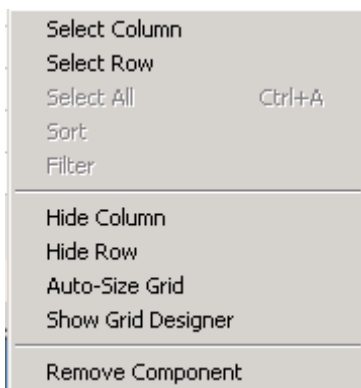 Select Column
Select Row
Select All Ctrl+A
Sort
Filter
Hide Column
Hide Row
Auto-Size Grid
Show Grid Designer
Remove Component